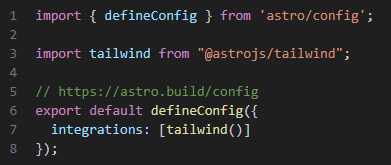 1 import { defineConfig } from 'astro/config';
2
3 import tailwind from "@astrojs/tailwind";
4
5 // https://astro.build/config
6 export default defineConfig({
7   integrations: [tailwind()]
8 });